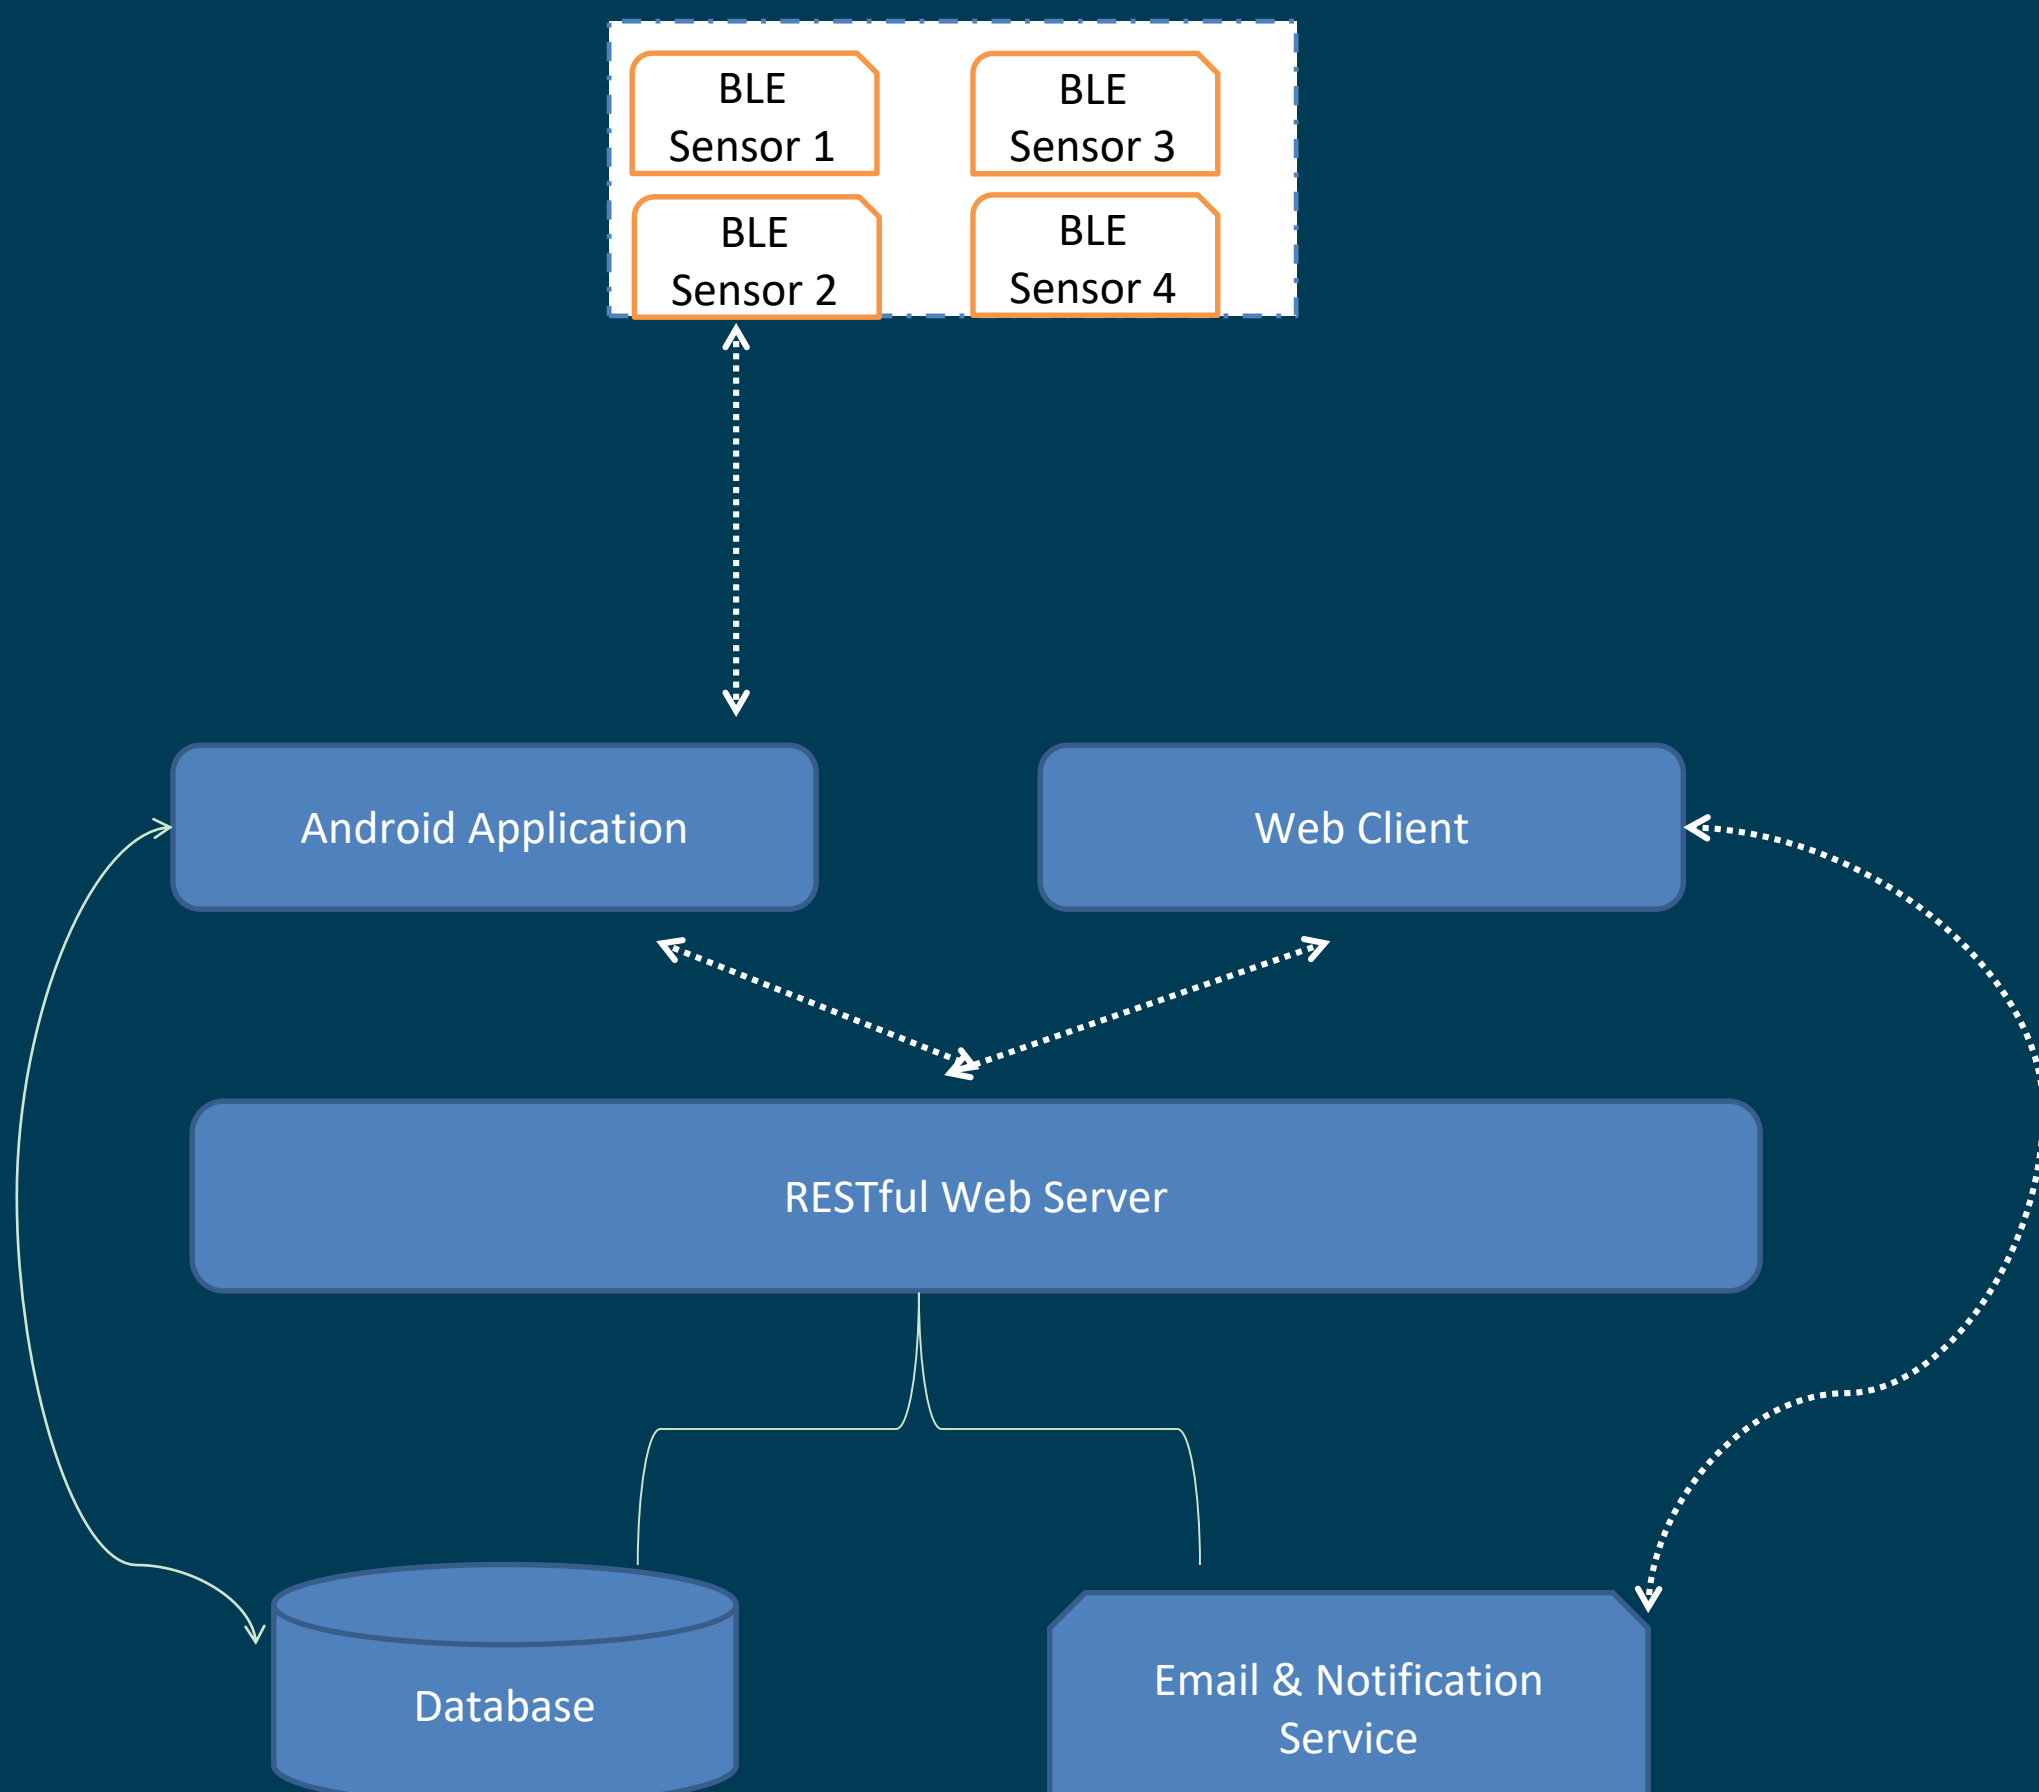 BLE
Sensor 1
BLE
Sensor 3
BLE
Sensor 2
BLE
Sensor 4
Android Application
Web Client
RESTful Web Server
Database
Email & Notification
Service